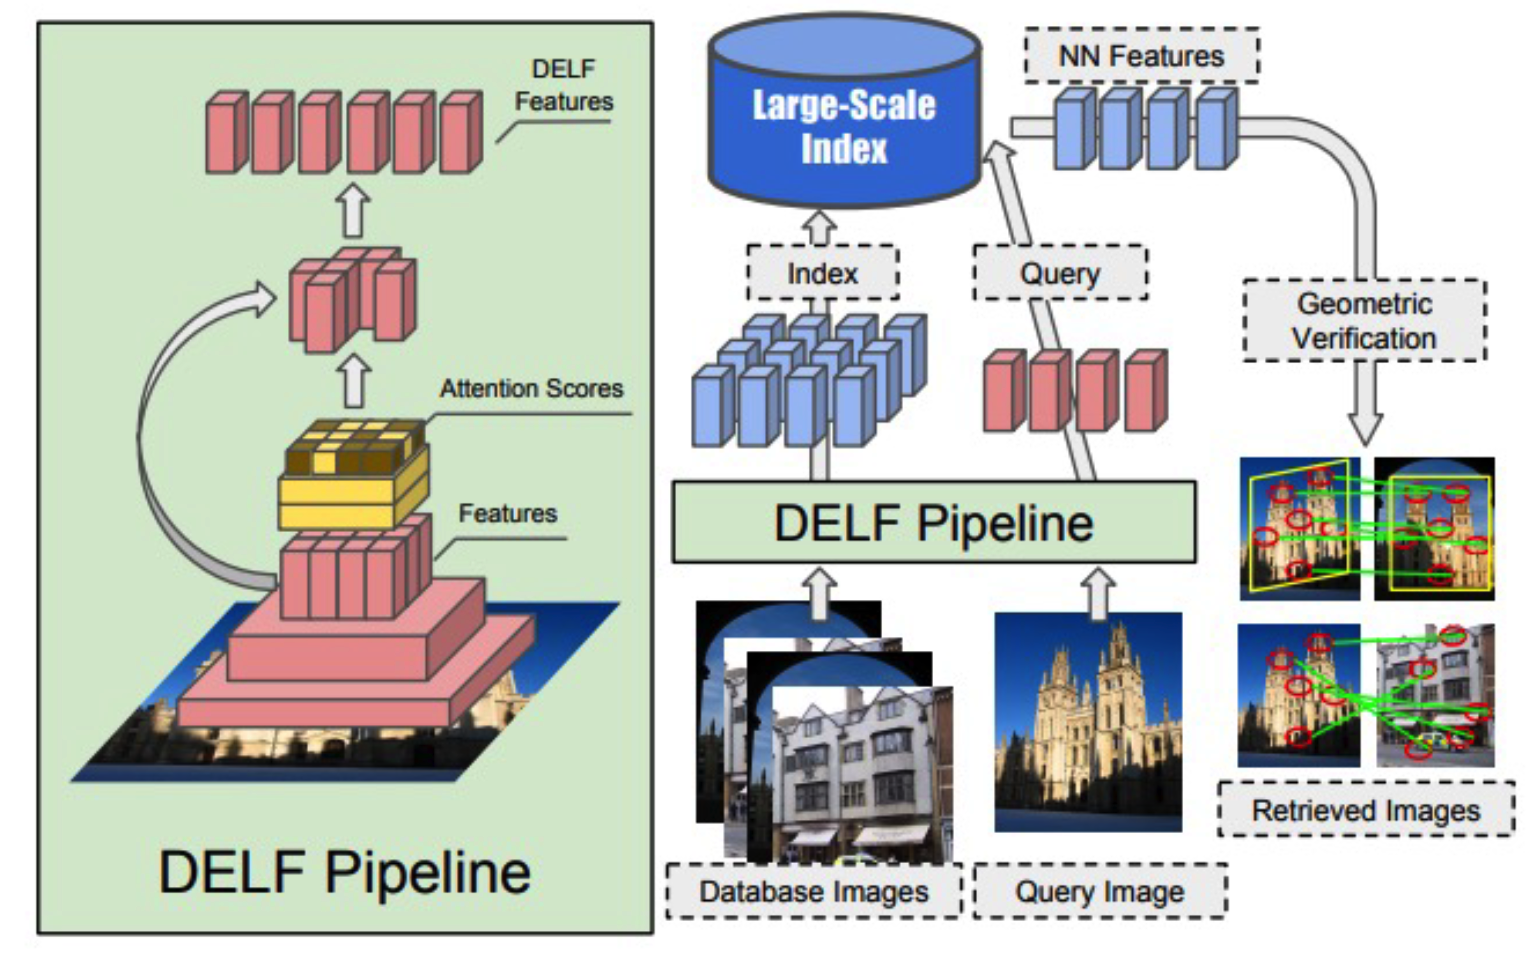 DELF
Features
Attention Scores
Features
DELF Pipeline
Large-Scale
Index
NN Features
Index
Query
Geometric
Verification
DELF Pipeline
Database Images
Query Image
Retrieved Images